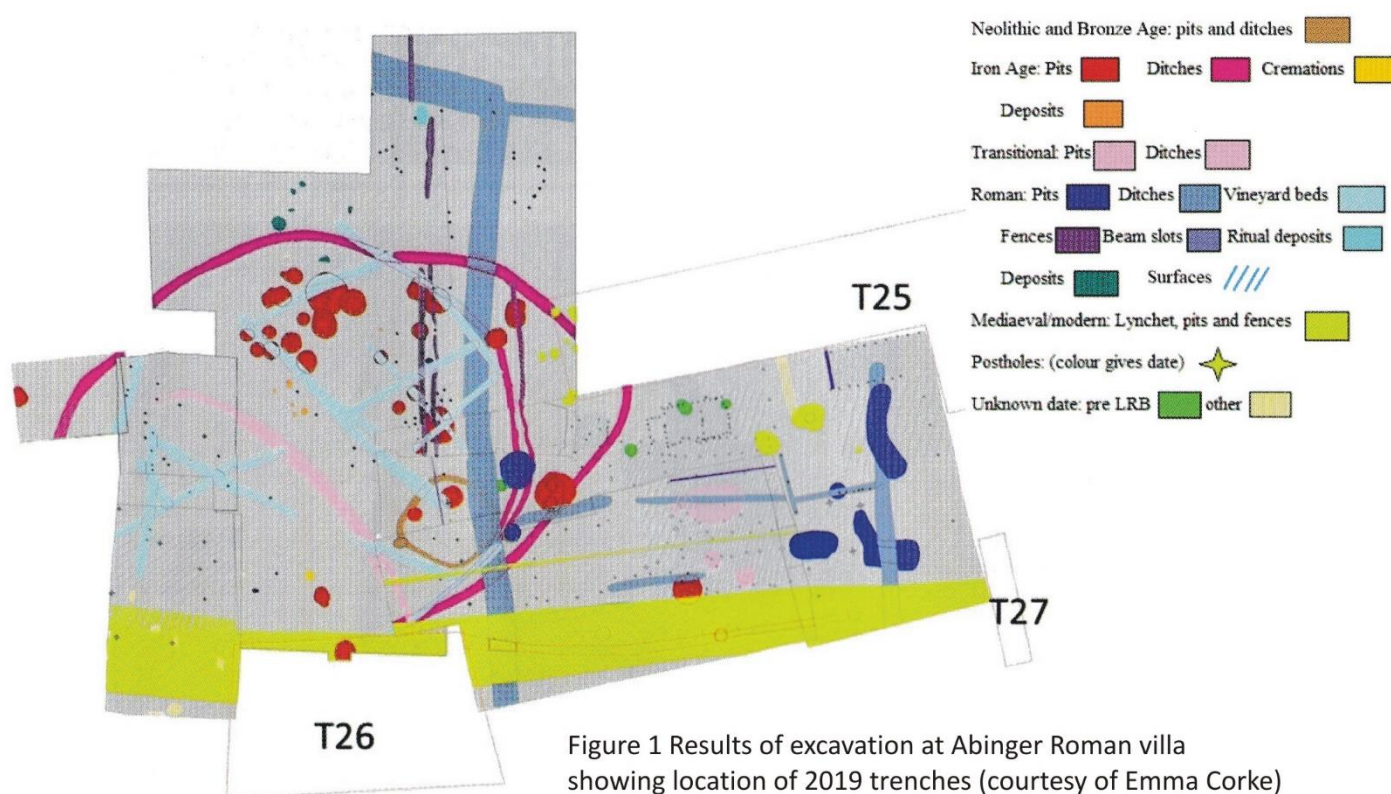 Neolithic and Bronze Age: pits and ditches
Iron Age: Pits Ditches Cremations
Deposits
Transitional: Pits Ditches
Roman: Pits Ditches Vineyard beds
Fences Beam slots Ritual deposits
Deposits Surfaces
Mediaeval/modern: Lynchet, pits and fences
Postholes: (colour gives date)
Unknown date: pre LRB other
T25
T27
T26
Figure 1 Results of excavation at Abinger Roman villa
showing location of 2019 trenches (courtesy of Emma Corke)